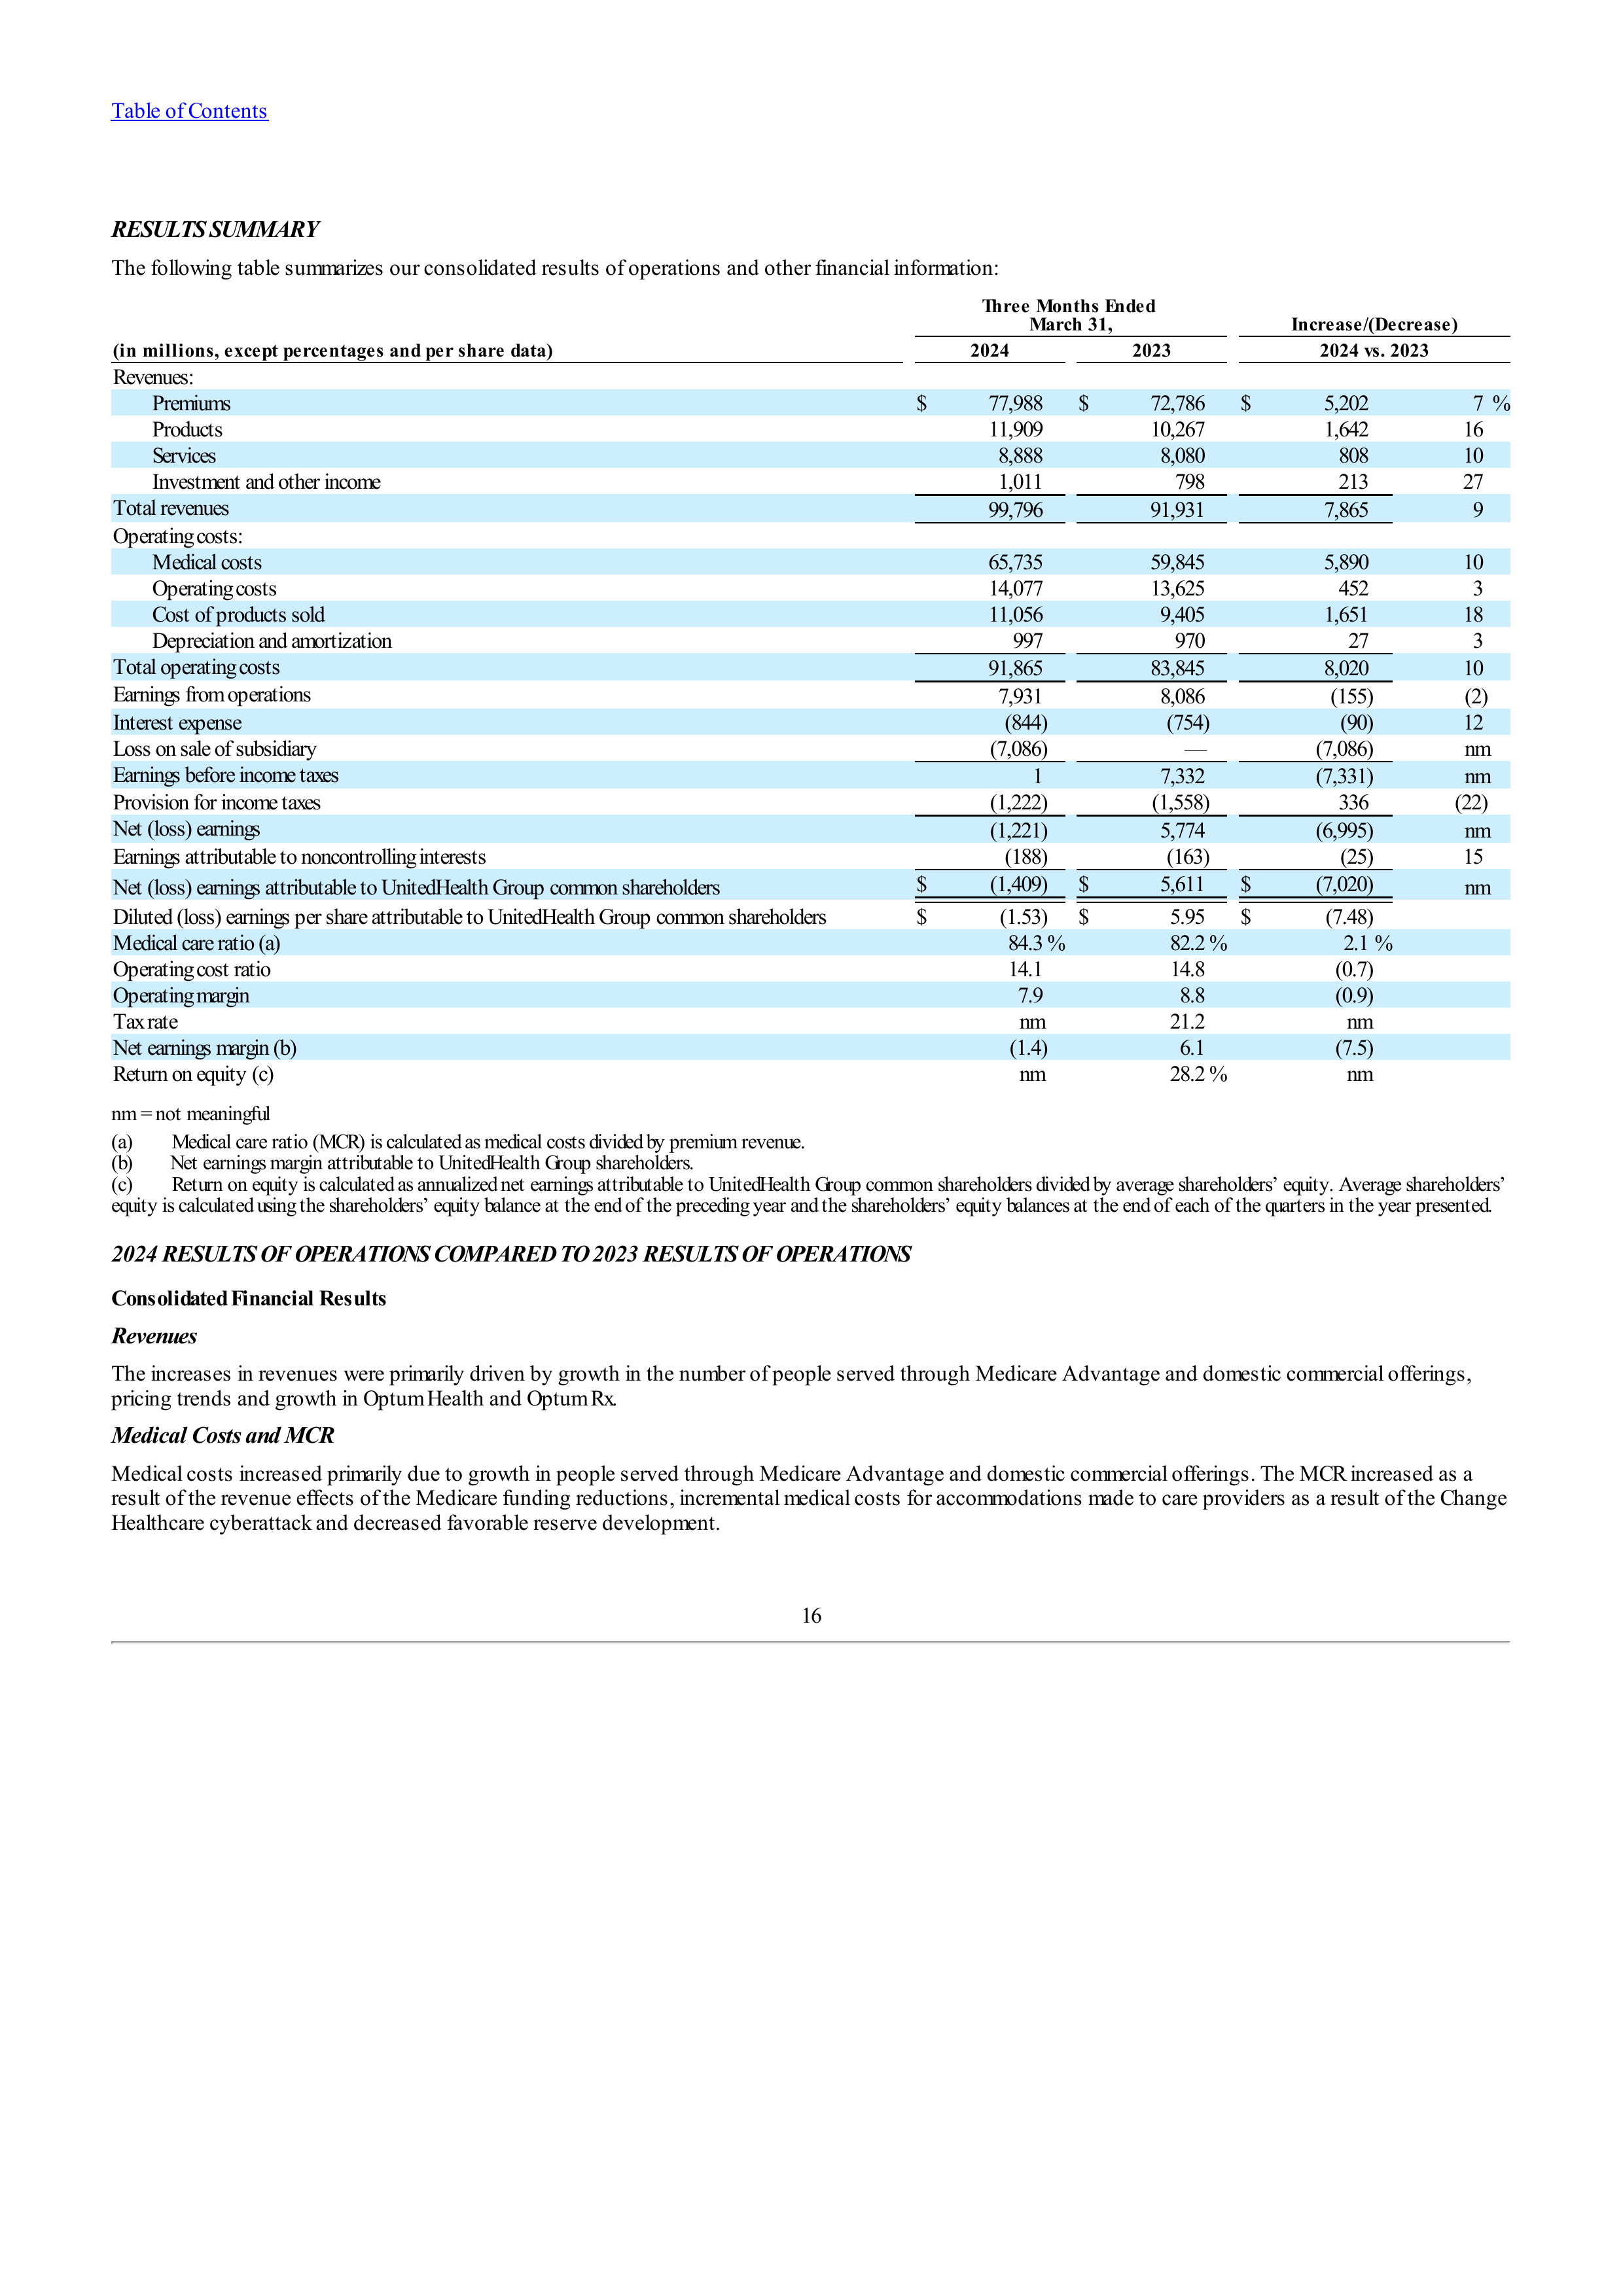 Table of Contents
RESULTS SUMMARY
The following table summarizes our consolidated results of operations and other financial information:
Three Months Ended
March 31, Increase/(Decrease)
(in millions, except percentages and per share data) 2024 2023 2024 vs. 2023
Revenues:
Premiums $ 77,988 $ 72,786 $ 5,202 7 %
Products 11,909 10,267 1,642 16
Services 8,888 8,080 808 10
Investment and other income 1,011 798 213 27
Total revenues 99,796 91,931 7,865 9
Operating costs:
Medical costs 65,735 59,845 5,890 10
Operating costs 14,077 13,625 452 3
Cost of products sold 11,056 9,405 1,651 18
Depreciation and amortization 997 970 27 3
Total operating costs 91,865 83,845 8,020 10
Earnings from operations 7,931 8,086 (155) (2)
Interest expense (844) (754) (90) 12
Loss on sale of subsidiary (7,086) — (7,086) nm
Earnings before income taxes 1 7,332 (7,331) nm
Provision for income taxes (1,222) (1,558) 336 (22)
Net (loss) earnings (1,221) 5,774 (6,995) nm
Earnings attributable to noncontrolling interests (188) (163) (25) 15
Net (loss) earnings attributable to UnitedHealth Group common shareholders $ (1,409) $ 5,611 $ (7,020) nm
Diluted (loss) earnings per share attributable to UnitedHealth Group common shareholders $ (1.53) $ 5.95 $ (7.48)
Medical care ratio (a) 84.3 % 82.2 % 2.1 %
Operating cost ratio 14.1 14.8 (0.7)
Operating margin 7.9 8.8 (0.9)
Tax rate nm 21.2 nm
Net earnings margin (b) (1.4) 6.1 (7.5)
Return on equity (c) nm 28.2 % nm
nm = not meaningful
(a) Medical care ratio (MCR) is calculated as medical costs divided by premium revenue.
(b) Net earnings margin attributable to UnitedHealth Group shareholders.
(c) Return on equity is calculated as annualized net earnings attributable to UnitedHealth Group common shareholders divided by average shareholders’ equity. Average shareholders’
equity is calculated using the shareholders’ equity balance at the end of the preceding year and the shareholders’ equity balances at the end of each of the quarters in the year presented.
2024 RESULTS OF OPERATIONS COMPARED TO 2023 RESULTS OF OPERATIONS
Consolidated Financial Results
Revenues
The increases in revenues were primarily driven by growth in the number of people served through Medicare Advantage and domestic commercial offerings,
pricing trends and growth in Optum Health and Optum Rx.
Medical Costs and MCR
Medical costs increased primarily due to growth in people served through Medicare Advantage and domestic commercial offerings. The MCR increased as a
result of the revenue effects of the Medicare funding reductions, incremental medical costs for accommodations made to care providers as a result of the Change
Healthcare cyberattack and decreased favorable reserve development.
16